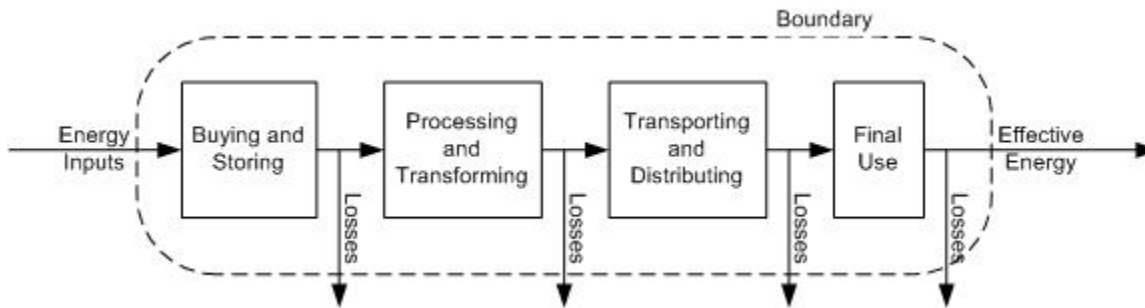 Boundary
Energy
Inputs
Buying and
Storing
Losses
Processing
and
Transforming
Losses
Transporting
and
Distributing
Losses
Final
Use
Losses
Effective
Energy